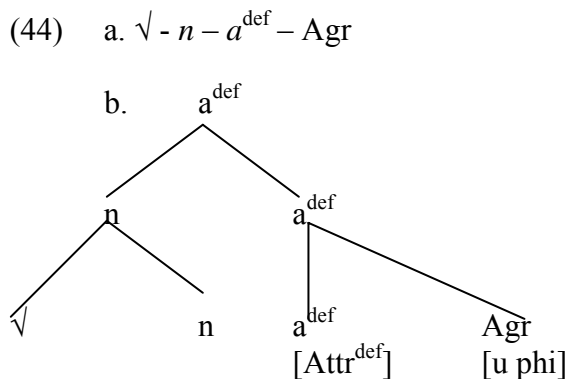 (44) a. √ - n – a^def – Agr
b. a^def
n a^def
√ n a^def Agr
[Attr^def] [u phi]